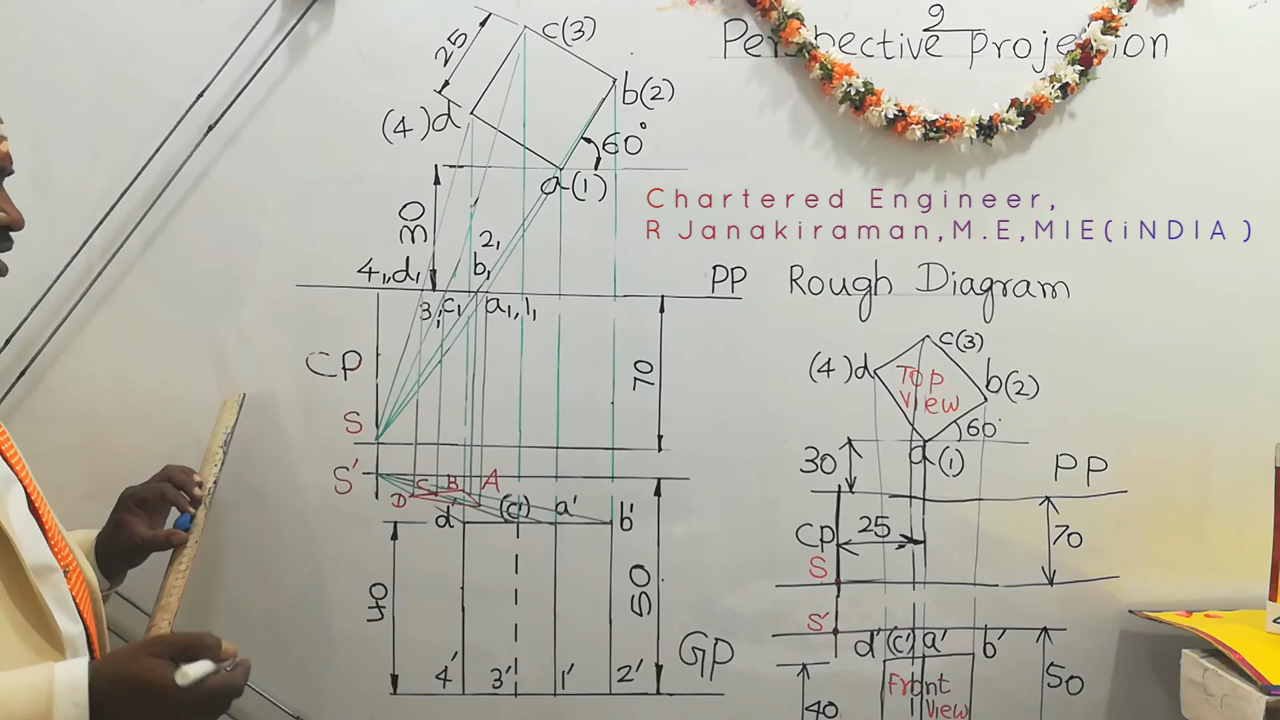 Perspective projection
2
Chartered Engineer,
R Janakiraman,M.E,MIE(iNDIA )
25
c(3)
b(2)
(4)d
60°
a(1)
30
2,
4,d,
b,
PP
3,c,
a,,1,
CP
70
S
S'
D
C
B
A
d'
(c')
a'
b'
40
50
GP
4'
3'
1'
2'
Rough Diagram
c(3)
(4)d
Top
View
b(2)
60°
a(1)
30
PP
CP
25
70
S
S'
d'
(c')
a'
b'
Front
View
50
40